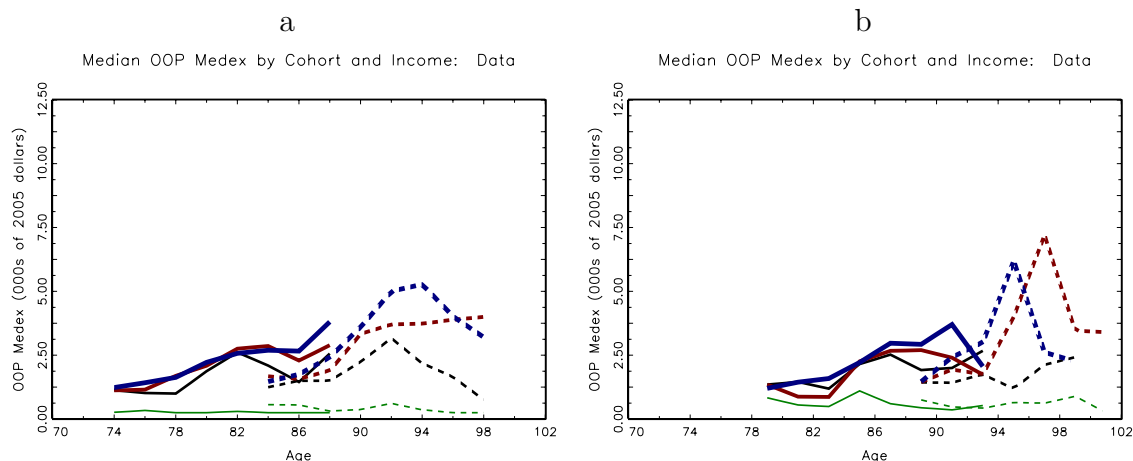 a
Median OOP Medex by Cohort and Income: Data
OOP Medex (000s of 2005 dollars)
12.50
10.00
7.50
5.00
2.50
0.00
70 74 78 82 86 90 94 98 102
Age
b
Median OOP Medex by Cohort and Income: Data
OOP Medex (000s of 2005 dollars)
12.50
10.00
7.50
5.00
2.50
0.00
70 74 78 82 86 90 94 98 102
Age